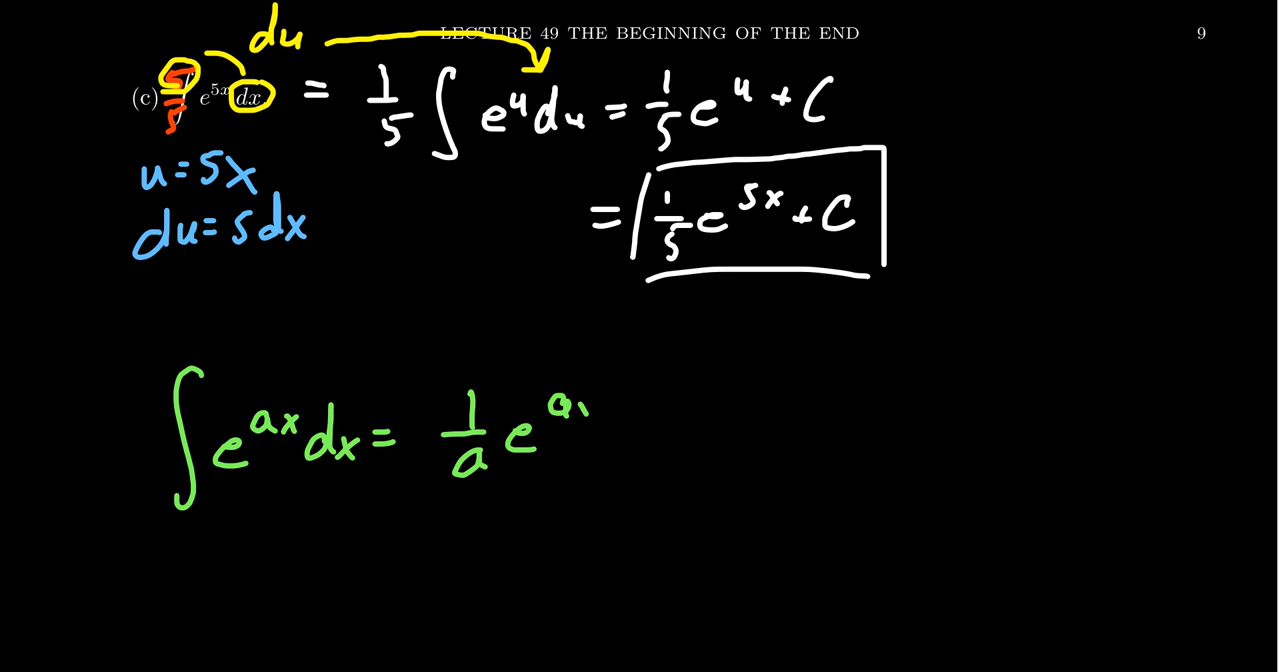 LECTURE 49 THE BEGINNING OF THE END 9
du
(c) 5/5 ∫ e^{5x} dx = 1/5 ∫ e^u du = 1/5 e^u + C
u = 5x
du = 5dx
= 1/5 e^{5x} + C
∫ e^{ax} dx = 1/a e^a